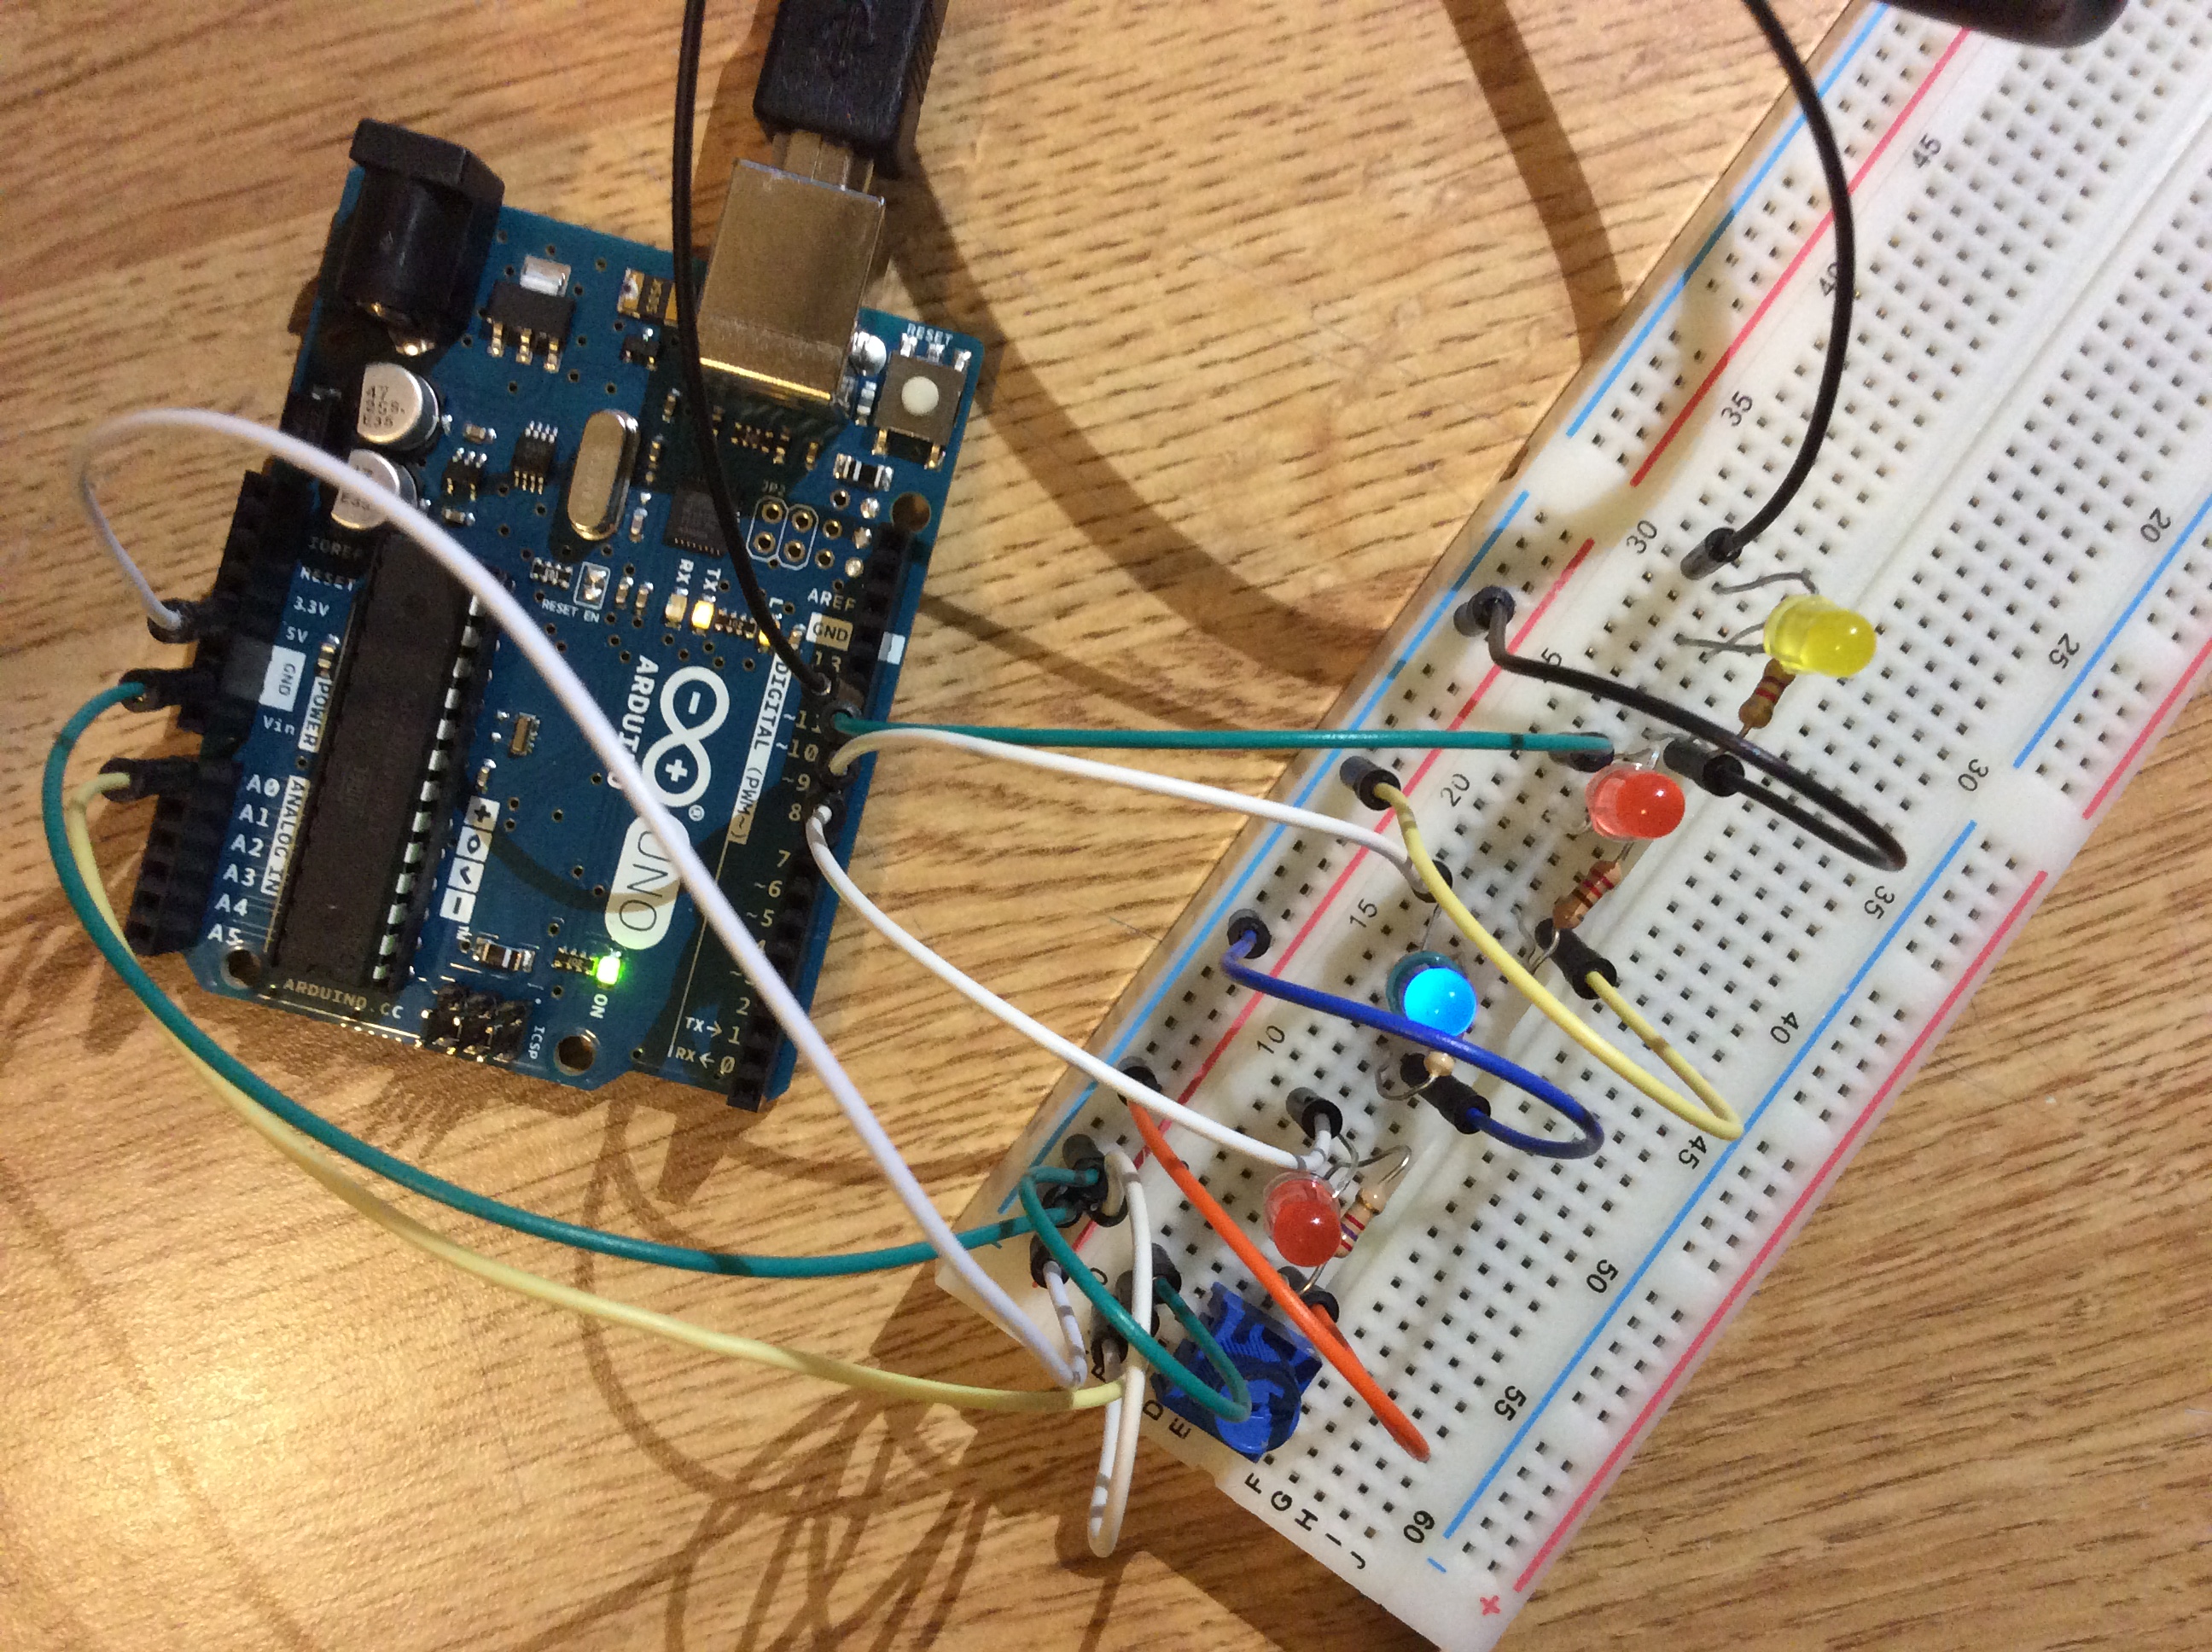 RESET
JP2
IOREF
RESET
3.3V
5V
GND
Vin
POWER
A0
A1
A2
A3
A4
A5
ANALOG IN
RESET EN
RX
TX
L
AREF
GND
13
~11
~10
~9
8
7
~6
~5
2
TX→ 1
RX← 0
DIGITAL (PWM~)
ARDUINO
UNO
ON
ICSP
ARDUINO.CC
45
40
35
30
20
15
10
20
25
30
35
40
45
50
55
60
D
E
F
G
H
I
J
+